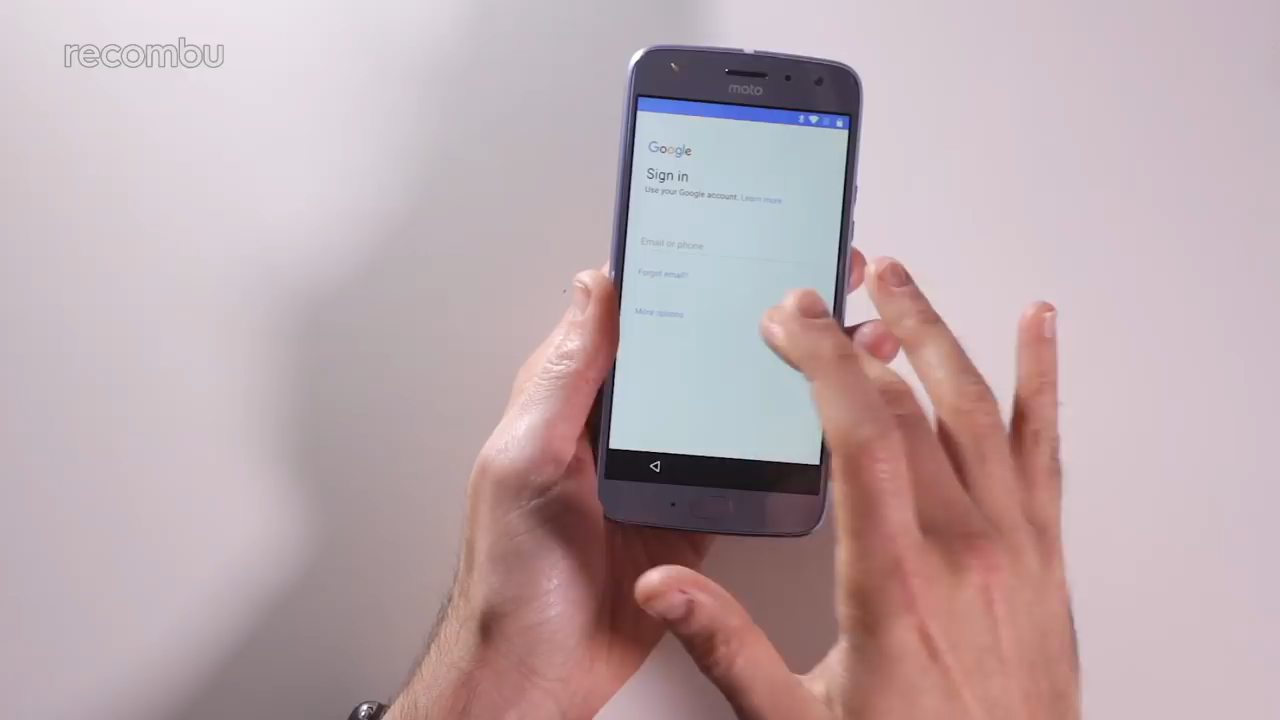 recombu
moto
Google
Sign in
Use your Google account. Learn more
Email or phone
Forgot email?
More options